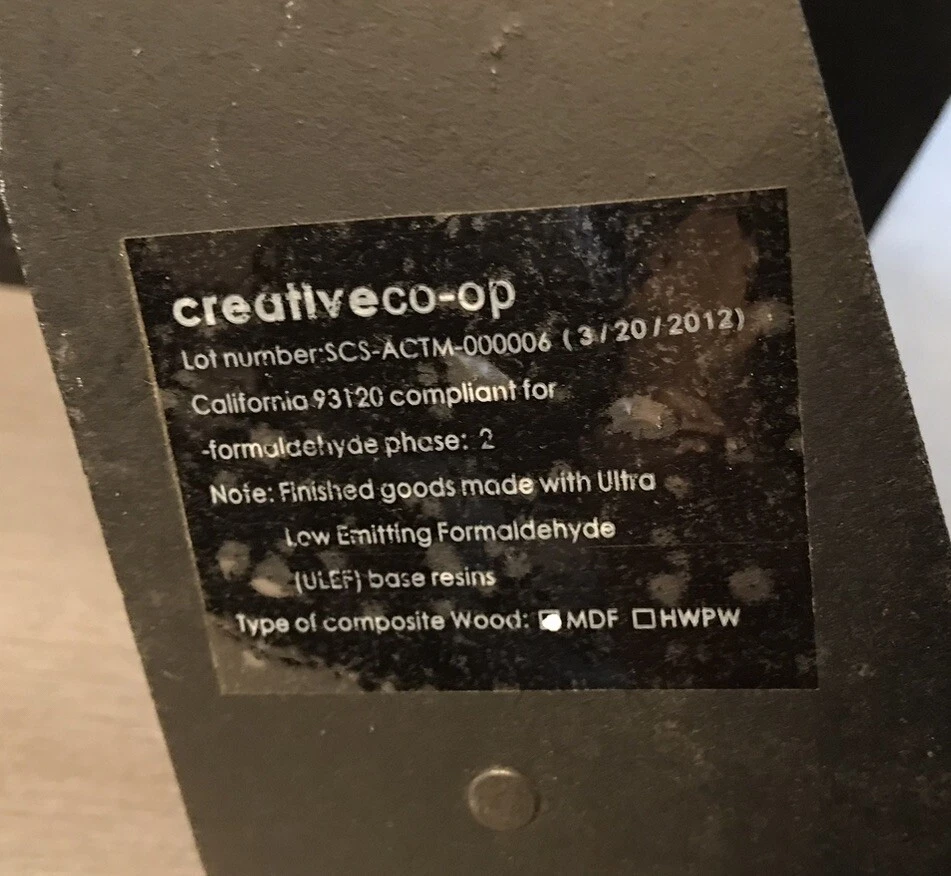 creativeco-op
Lot number:SCS-ACTM-000006 (3/20/2012)
California 93120 compliant for
-formaldehyde phase: 2
Note: Finished goods made with Ultra
Low Emitting Formaldehyde
(ULEF) base resins
Type of composite Wood: ☑MDF ☐HWPW